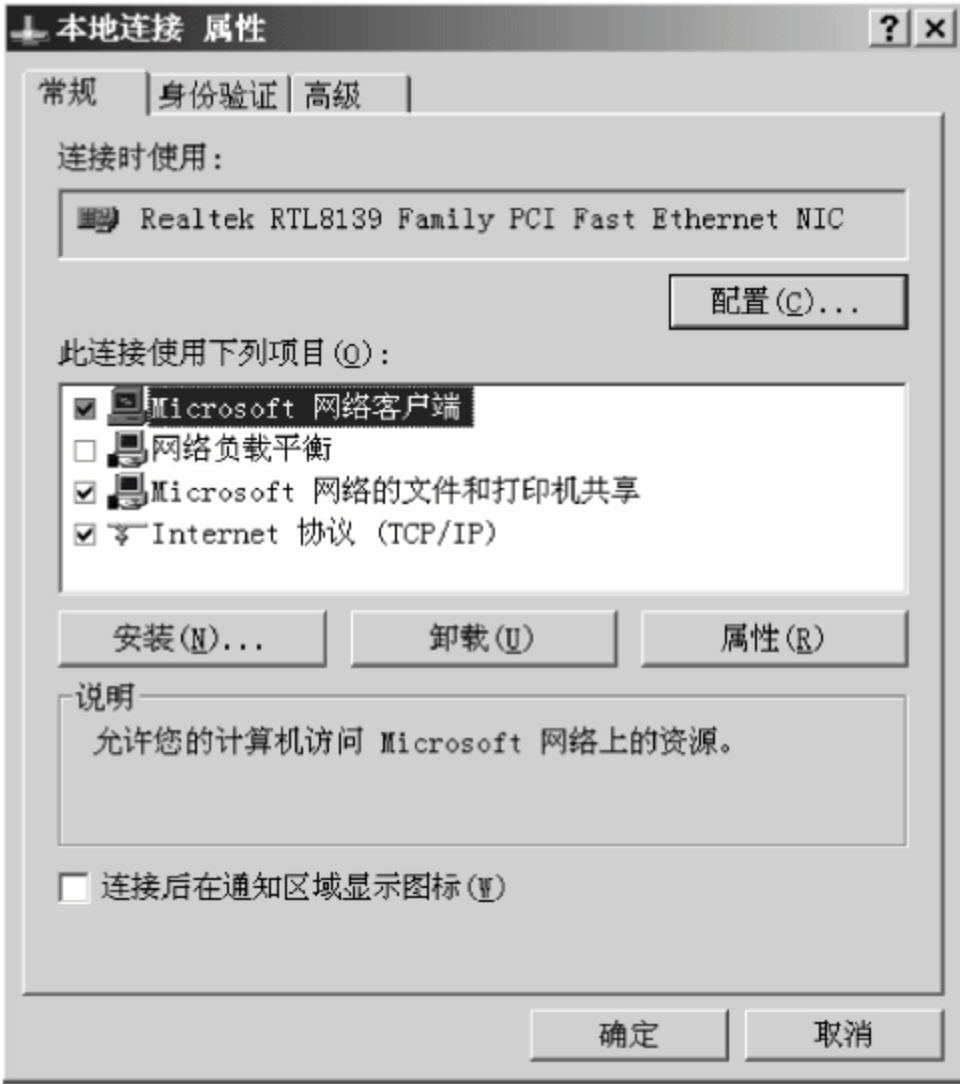 本地连接 属性
常规 身份验证 高级
连接时使用:
Realtek RTL8139 Family PCI Fast Ethernet NIC
配置(C)...
此连接使用下列项目(O):
Microsoft 网络客户端
网络负载平衡
Microsoft 网络的文件和打印机共享
Internet 协议 (TCP/IP)
安装(N)... 卸载(U) 属性(R)
说明
允许您的计算机访问 Microsoft 网络上的资源。
连接后在通知区域显示图标(W)
确定 取消